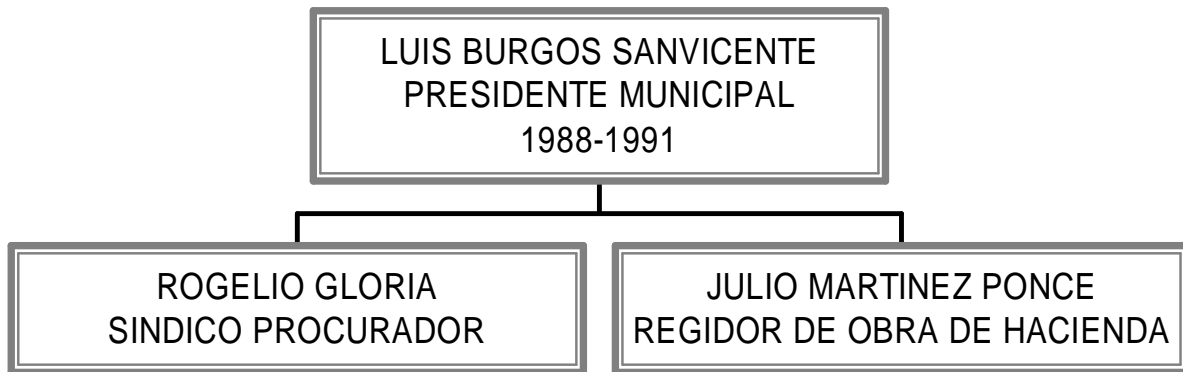 LUIS BURGOS SANVICENTE
PRESIDENTE MUNICIPAL
1988-1991
ROGELIO GLORIA
SINDICO PROCURADOR
JULIO MARTINEZ PONCE
REGIDOR DE OBRA DE HACIENDA